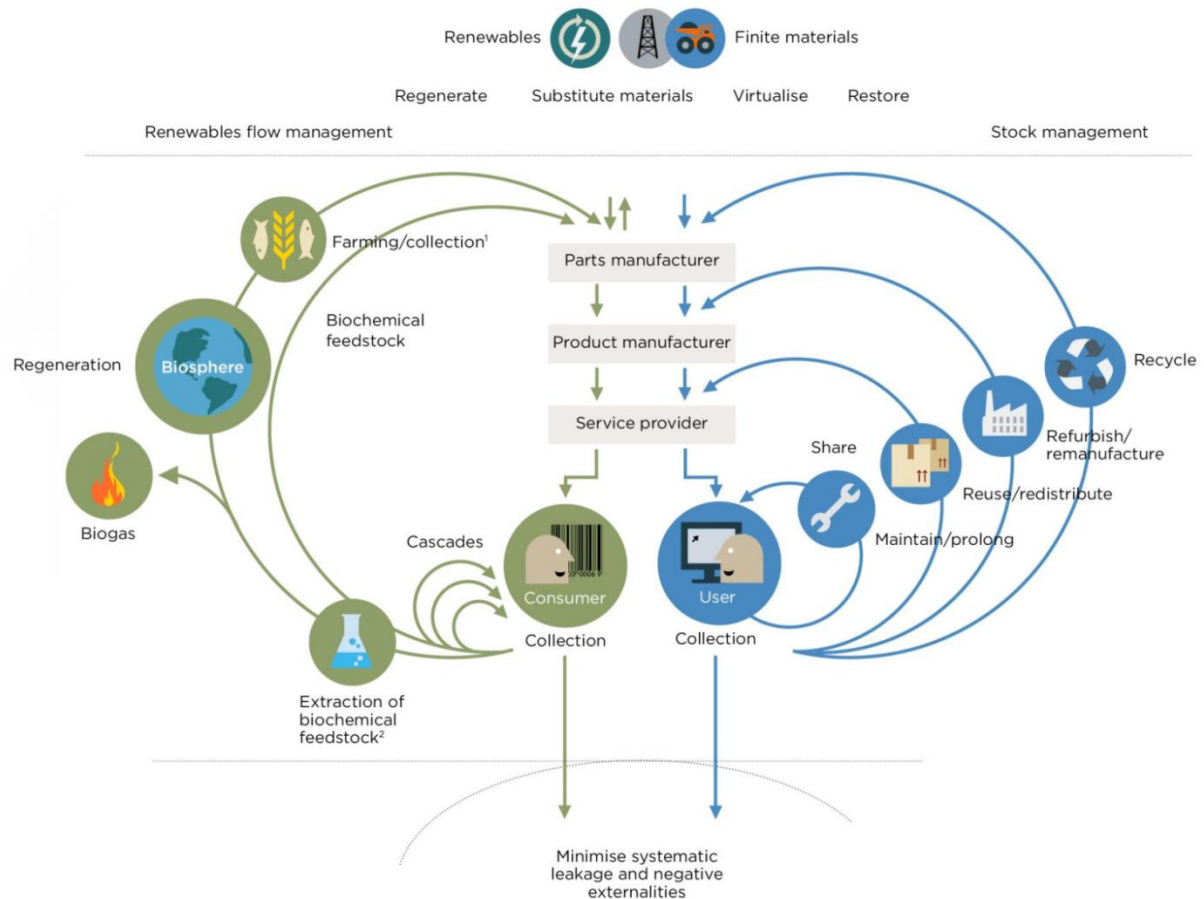 Renewables
Finite materials
Regenerate
Substitute materials
Virtualise
Restore
Renewables flow management
Stock management
Farming/collection¹
Parts manufacturer
Biochemical
feedstock
Product manufacturer
Regeneration
Biosphere
Recycle
Service provider
Share
Refurbish/
remanufacture
Reuse/redistribute
Biogas
Cascades
Maintain/prolong
Consumer
User
Collection
Collection
Extraction of
biochemical
feedstock²
Minimise systematic
leakage and negative
externalities